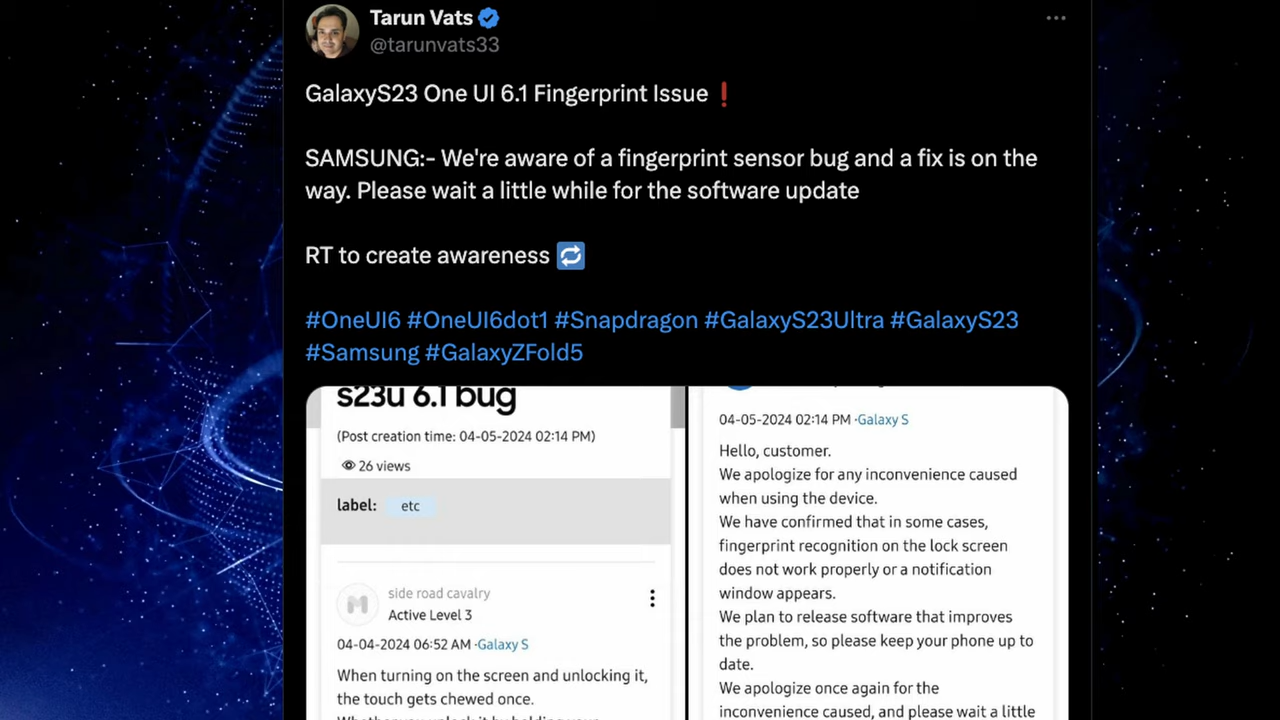 Tarun Vats
@tarunvats33
GalaxyS23 One UI 6.1 Fingerprint Issue ❗
SAMSUNG:- We're aware of a fingerprint sensor bug and a fix is on the
way. Please wait a little while for the software update
RT to create awareness 🔁
#OneUI6 #OneUI6dot1 #Snapdragon #GalaxyS23Ultra #GalaxyS23
#Samsung #GalaxyZFold5
s23u 6.1 bug
(Post creation time: 04-05-2024 02:14 PM)
26 views
label: etc
side road cavalry
Active Level 3
04-04-2024 06:52 AM ·Galaxy S
When turning on the screen and unlocking it,
the touch gets chewed once.
04-05-2024 02:14 PM ·Galaxy S
Hello, customer.
We apologize for any inconvenience caused
when using the device.
We have confirmed that in some cases,
fingerprint recognition on the lock screen
does not work properly or a notification
window appears.
We plan to release software that improves
the problem, so please keep your phone up to
date.
We apologize once again for the
inconvenience caused, and please wait a little